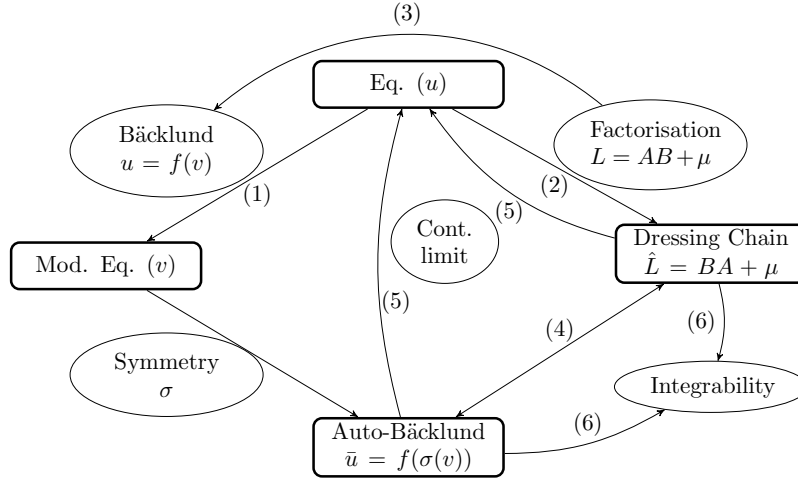 (3)
Eq. (u)
Bäcklund
u = f(v)
Factorisation
L = AB + μ
(1)
(2)
(5)
Cont.
limit
Mod. Eq. (v)
Dressing Chain
L̂ = BA + μ
(5)
(4)
(6)
Symmetry
σ
Integrability
Auto-Bäcklund
ū = f(σ(v))
(6)